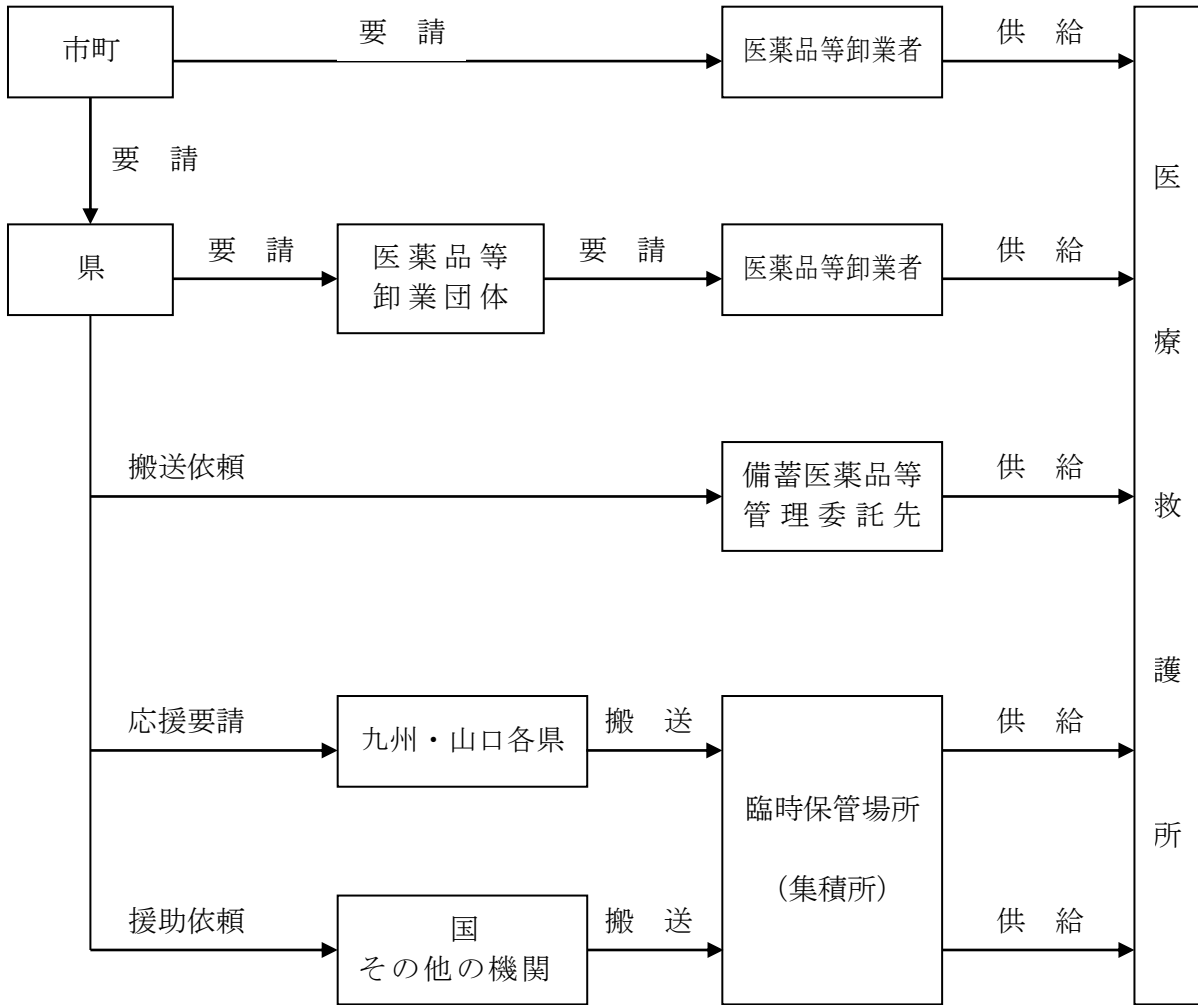 市町
要　請
医薬品等卸業者
供　給
要　請
県
要　請
医薬品等
卸業団体
要　請
医薬品等卸業者
供　給
搬送依頼
備蓄医薬品等
管理委託先
供　給
応援要請
九州・山口各県
搬　送
臨時保管場所
（集積所）
供　給
援助依頼
国
その他の機関
搬　送
供　給
医療救護所